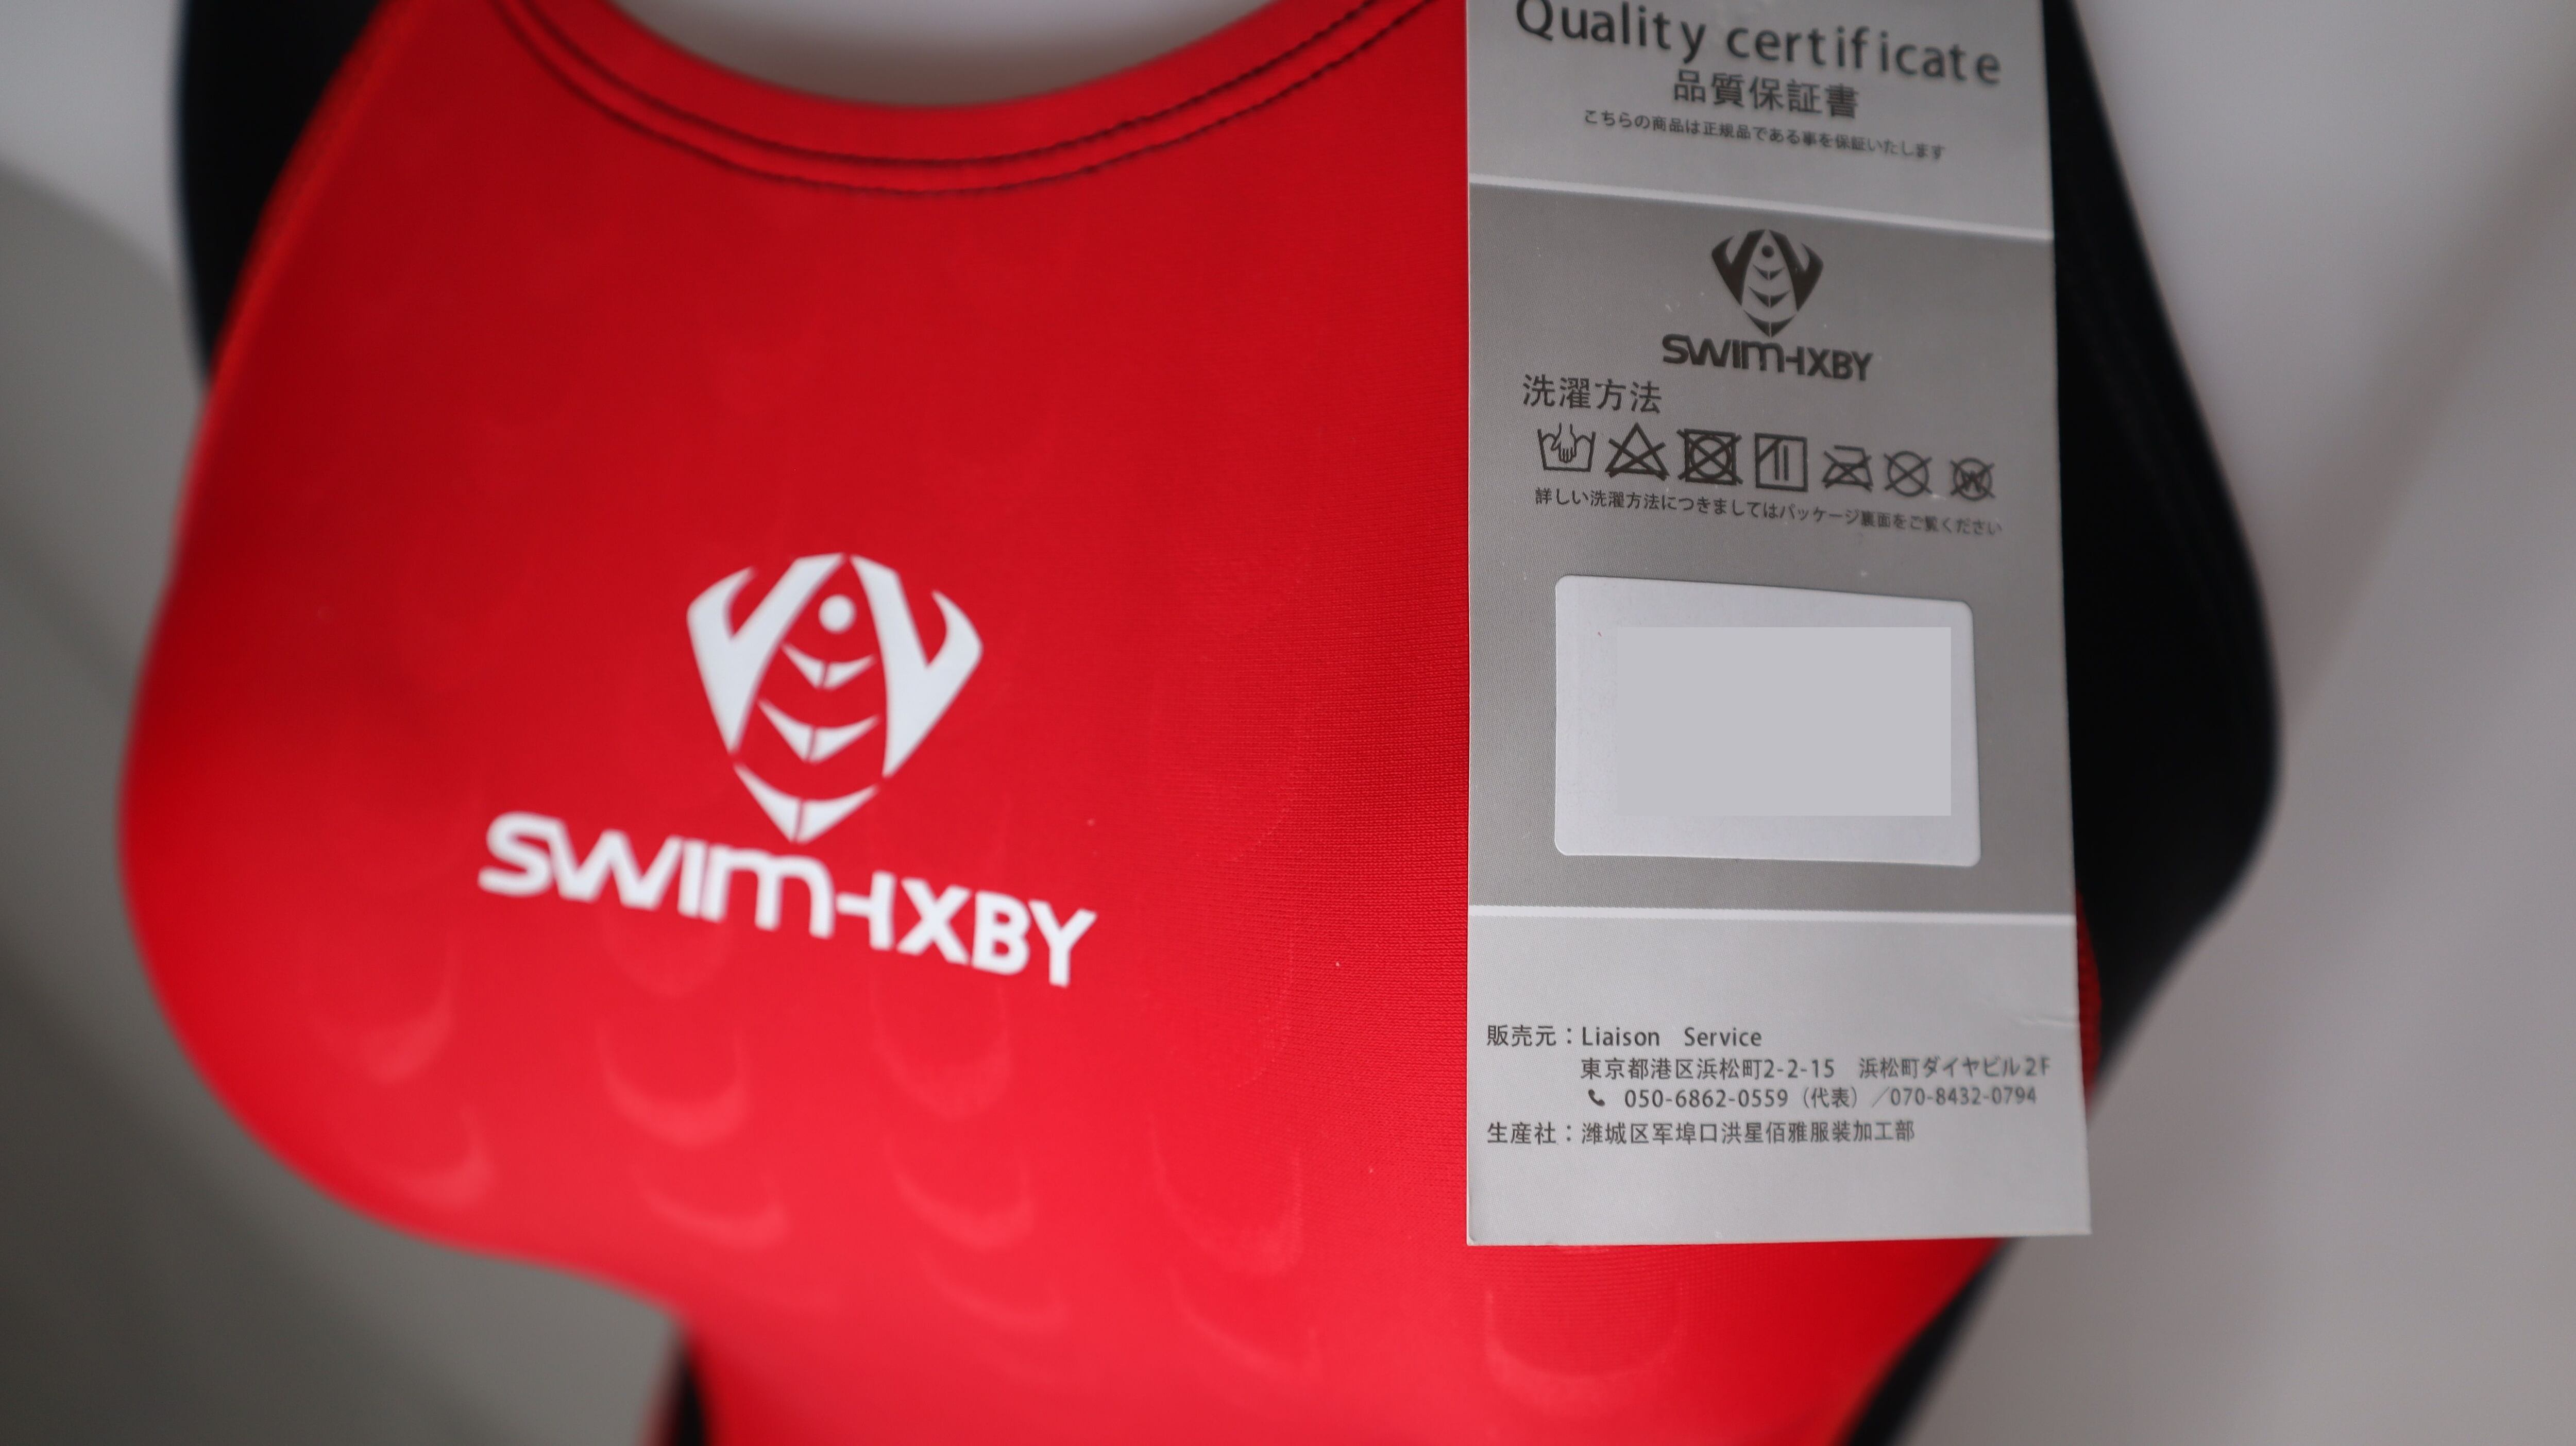 SWIM-IXBY
Quality certificate
品質保証書
こちらの商品は正規品である事を保証いたします
SWIM-IXBY
洗濯方法
詳しい洗濯方法につきましてはパッケージ裏面をご覧ください
販売元：Liaison　Service
東京都港区浜松町2-2-15　浜松町ダイヤビル2F
050-6862-0559（代表）／070-8432-0794
生産社：潍城区军埠口洪星佰雅服装加工部